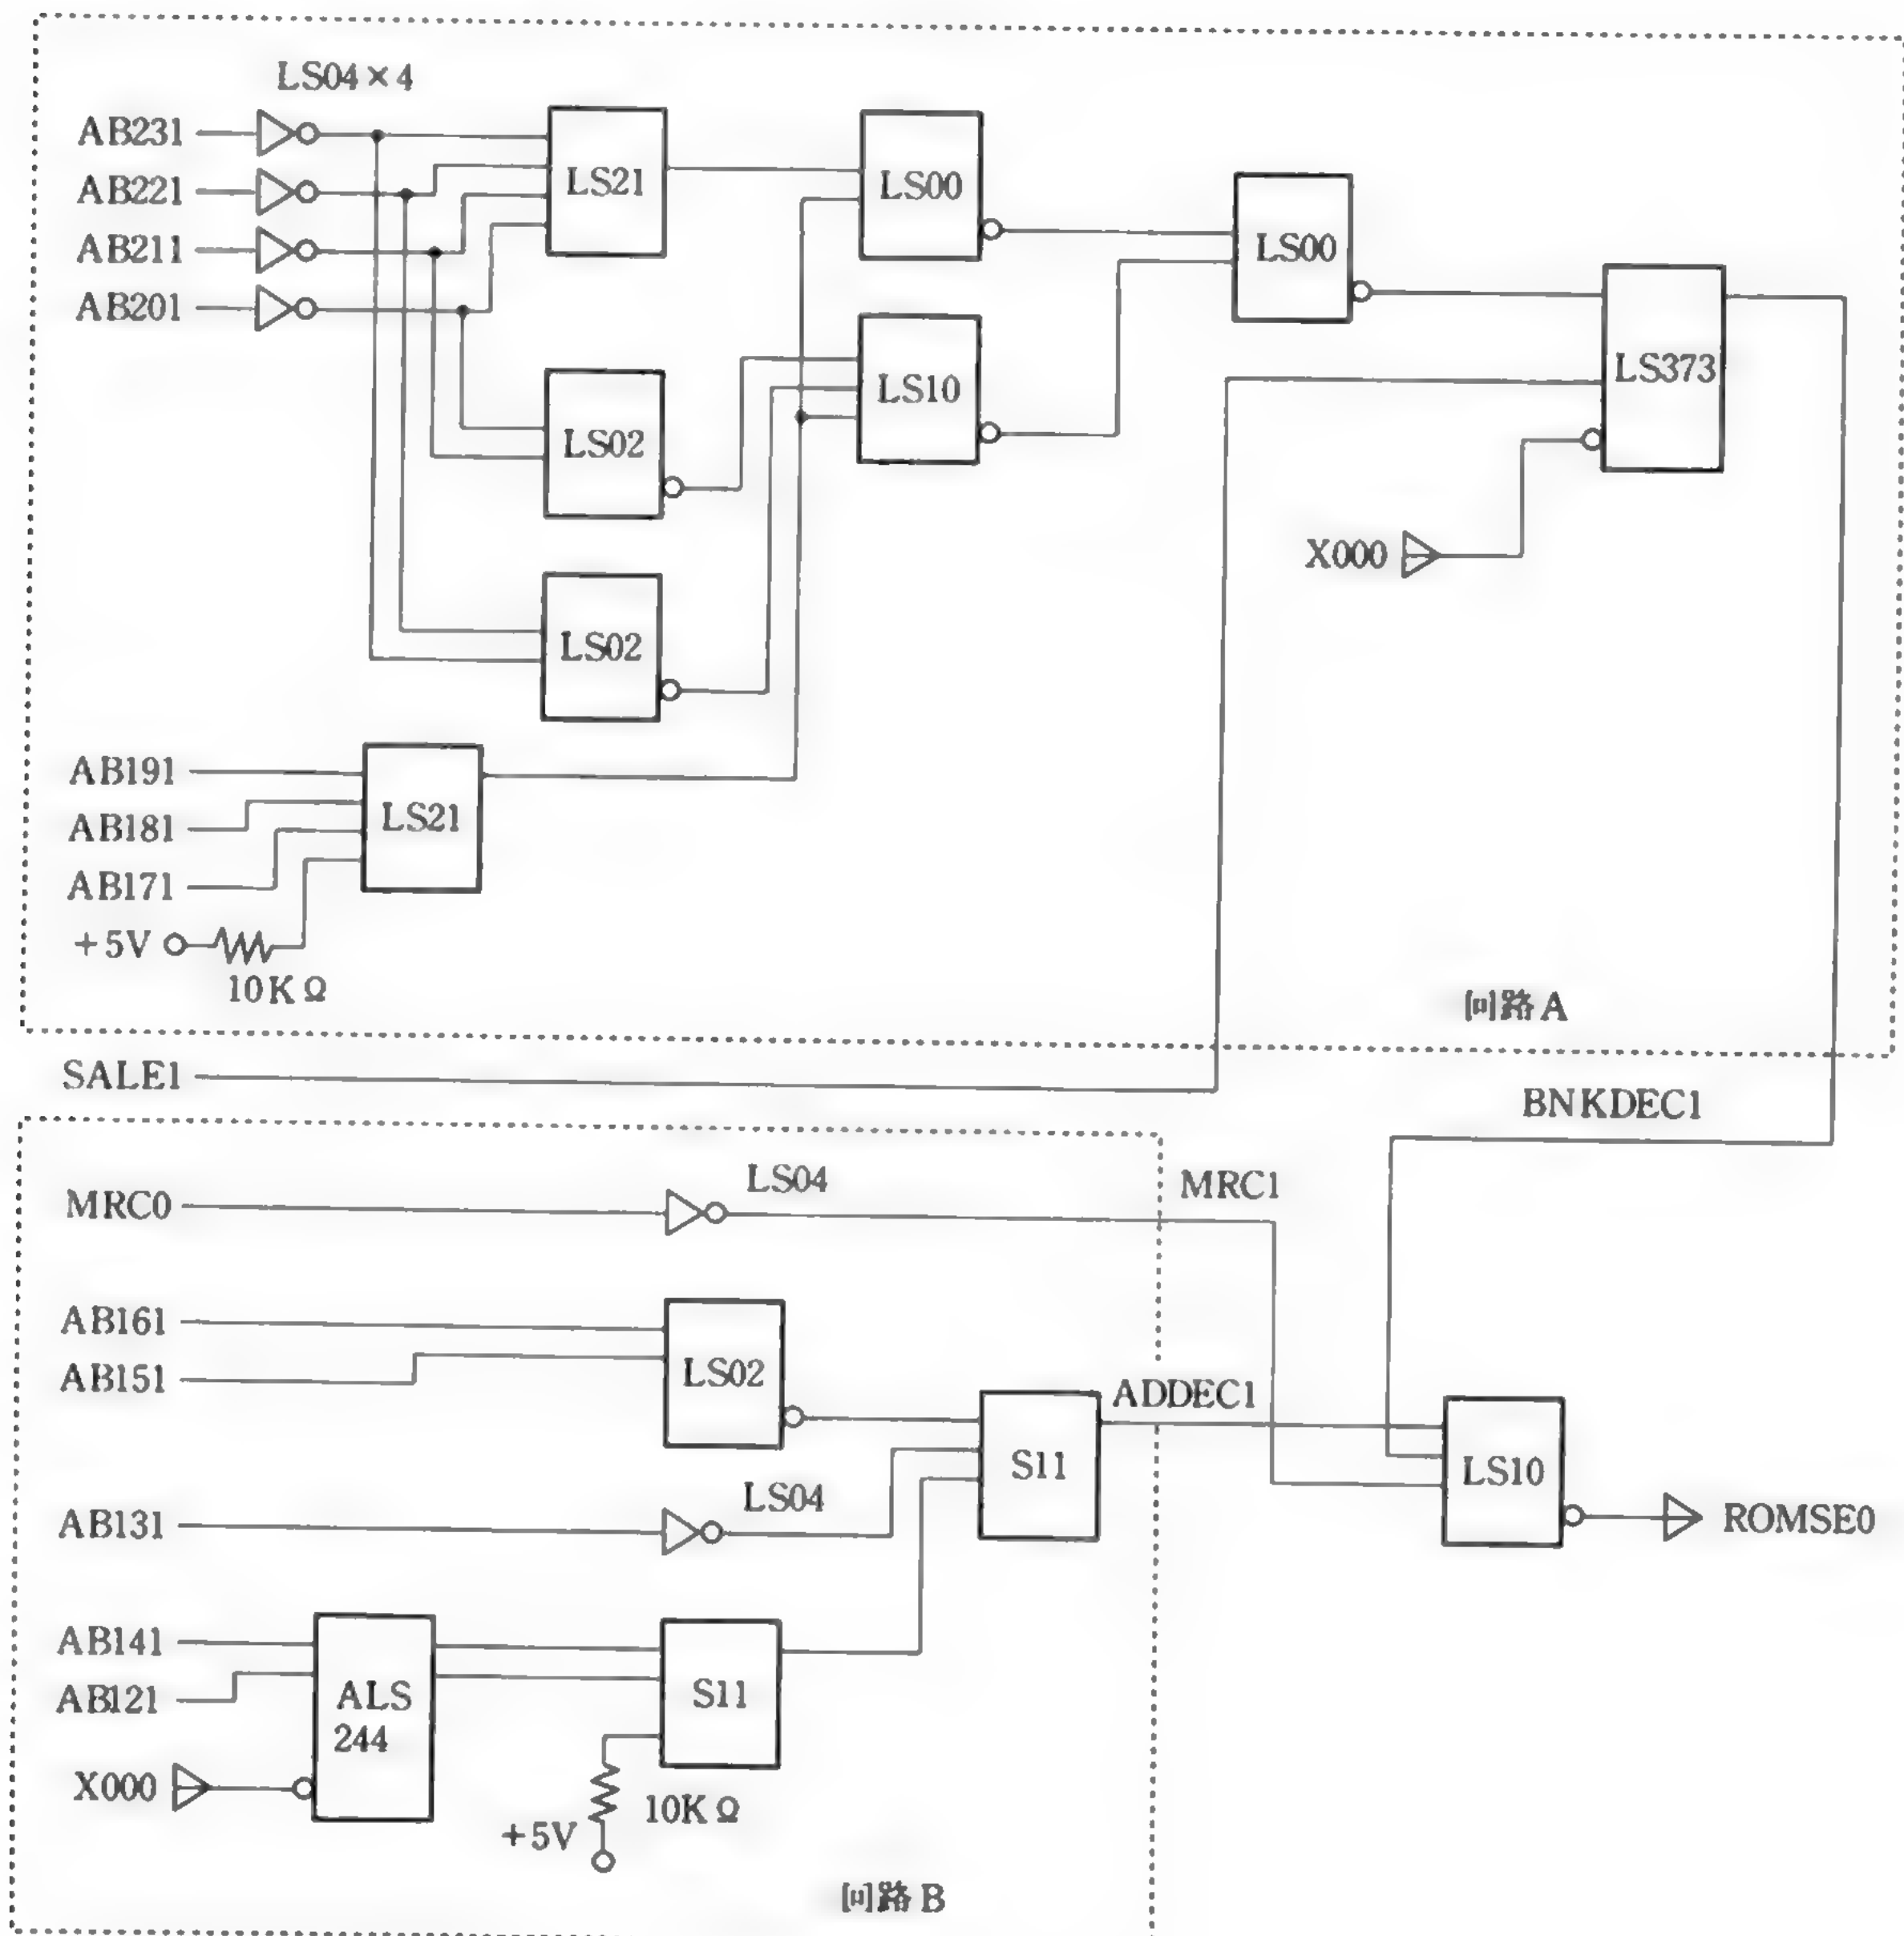 LS04×4
AB231
AB221
AB211
AB201
LS21
LS00
LS00
LS373
LS10
LS02
X000
LS02
AB191
AB181
AB171
LS21
+5V
10KΩ
回路A
SALE1
BNKDEC1
MRC0
LS04
MRC1
AB161
AB151
LS02
ADDEC1
S11
LS10
AB131
LS04
ROMSE0
AB141
AB121
ALS
244
S11
X000
10KΩ
+5V
回路B